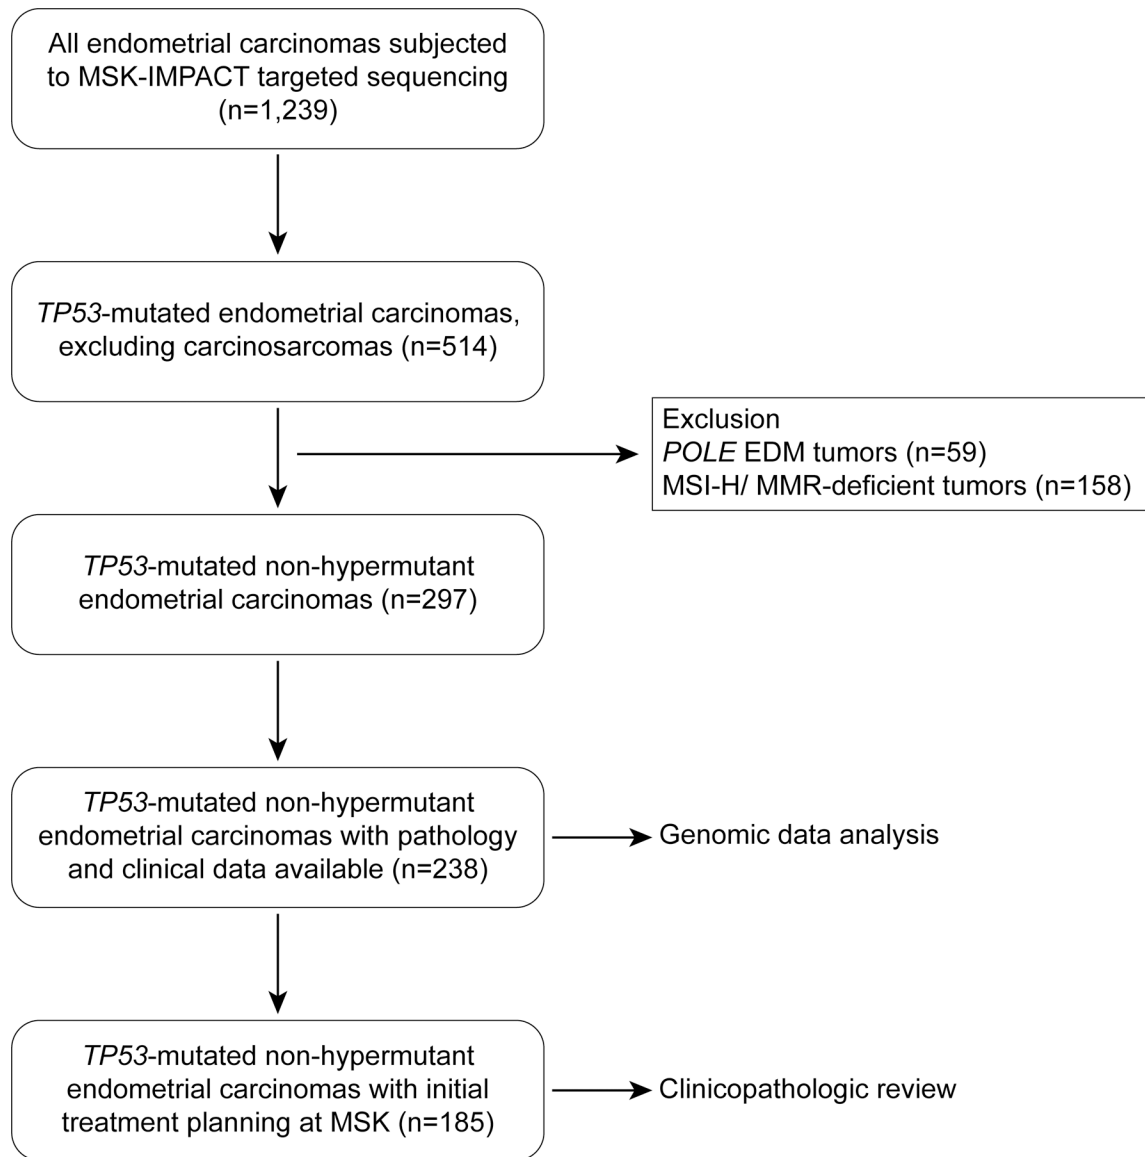 All endometrial carcinomas subjected
to MSK-IMPACT targeted sequencing
(n=1,239)
TP53-mutated endometrial carcinomas,
excluding carcinosarcomas (n=514)
Exclusion
POLE EDM tumors (n=59)
MSI-H/ MMR-deficient tumors (n=158)
TP53-mutated non-hypermutant
endometrial carcinomas (n=297)
TP53-mutated non-hypermutant
endometrial carcinomas with pathology
and clinical data available (n=238)
Genomic data analysis
TP53-mutated non-hypermutant
endometrial carcinomas with initial
treatment planning at MSK (n=185)
Clinicopathologic review